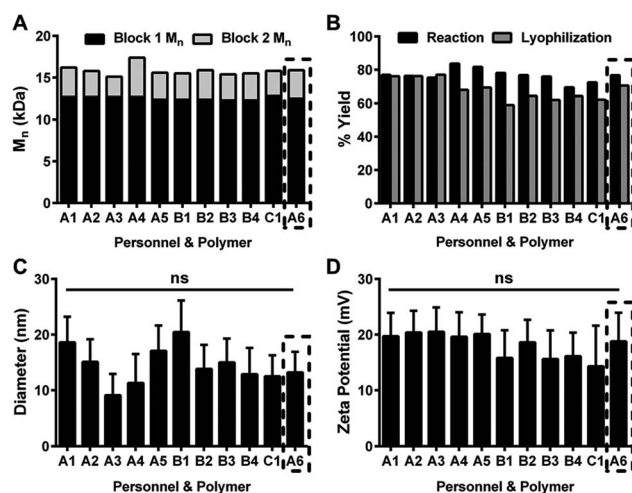 A
Block 1 Mn
Block 2 Mn
Mn (kDa)
20
15
10
5
0
A1 A2 A3 A4 A5 B1 B2 B3 B4 C1 A6
Personnel & Polymer
B
Reaction
Lyophilization
% Yield
100
80
60
40
20
0
A1 A2 A3 A4 A5 B1 B2 B3 B4 C1 A6
Personnel & Polymer
C
ns
Diameter (nm)
30
20
10
0
A1 A2 A3 A4 A5 B1 B2 B3 B4 C1 A6
Personnel & Polymer
D
ns
Zeta Potential (mV)
30
20
10
0
A1 A2 A3 A4 A5 B1 B2 B3 B4 C1 A6
Personnel & Polymer